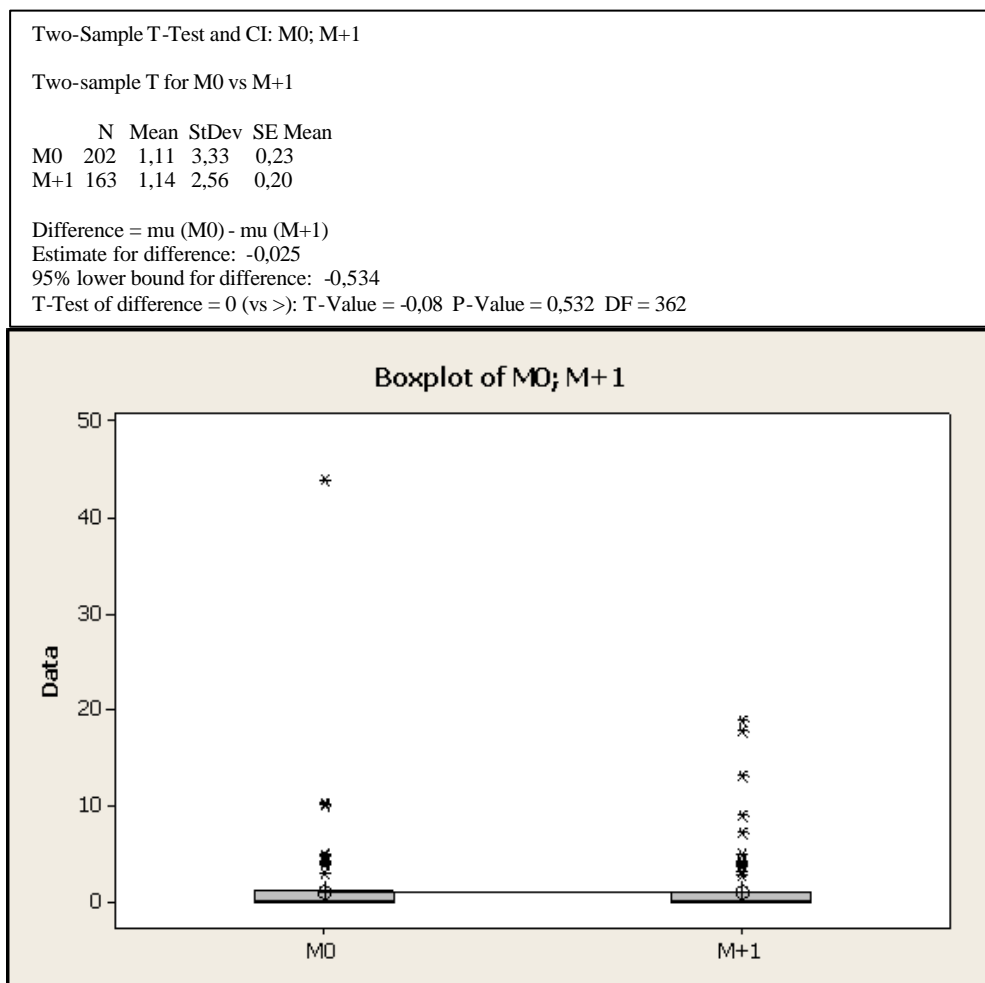 Two-Sample T-Test and CI: M0; M+1
Two-sample T for M0 vs M+1
N Mean StDev SE Mean
M0 202 1,11 3,33 0,23
M+1 163 1,14 2,56 0,20
Difference = mu (M0) - mu (M+1)
Estimate for difference: -0,025
95% lower bound for difference: -0,534
T-Test of difference = 0 (vs >): T-Value = -0,08 P-Value = 0,532 DF = 362
Boxplot of M0; M+1
50
40
30
20
10
0
Data
M0 M+1